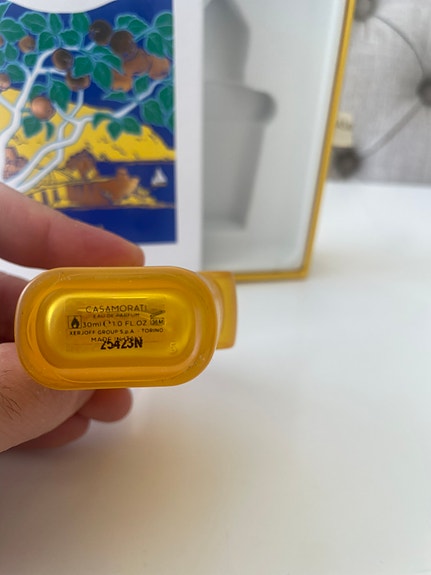 CASAMORATI
EAU DE PARFUM
30ml e 1.0 FL.OZ
XERJOFF GROUP S.p.A. - TORINO
MADE IN
25423N